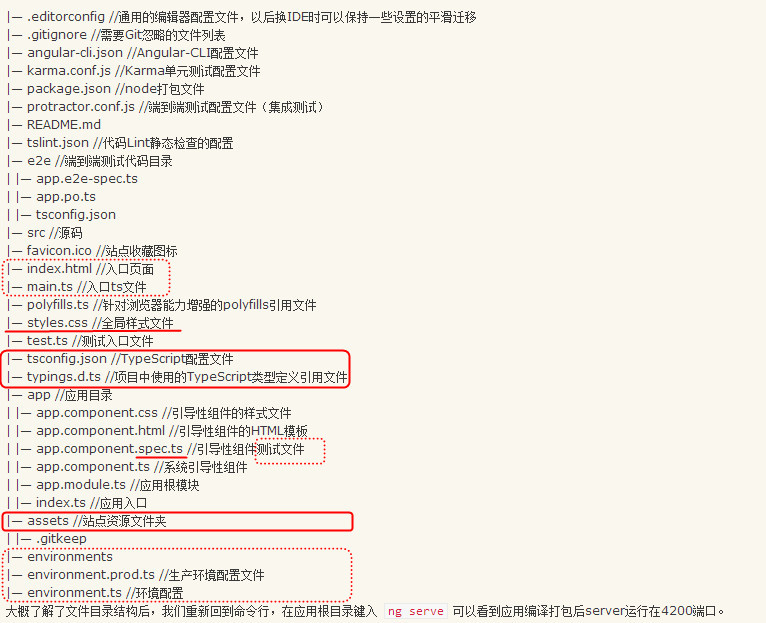 |— .editorconfig //通用的编辑器配置文件，以后换IDE时可以保持一些设置的平滑迁移
|— .gitignore //需要Git忽略的文件列表
|— angular-cli.json //Angular-CLI配置文件
|— karma.conf.js //Karma单元测试配置文件
|— package.json //node打包文件
|— protractor.conf.js //端到端测试配置文件（集成测试）
|— README.md
|— tslint.json //代码Lint静态检查的配置
|— e2e //端到端测试代码目录
| |— app.e2e-spec.ts
| |— app.po.ts
| |— tsconfig.json
|— src //源码
|— favicon.ico //站点收藏图标
|— index.html //入口页面
|— main.ts //入口ts文件
|— polyfills.ts //针对浏览器能力增强的polyfills引用文件
|— styles.css //全局样式文件
|— test.ts //测试入口文件
|— tsconfig.json //TypeScript配置文件
|— typings.d.ts //项目中使用的TypeScript类型定义引用文件
|— app //应用目录
| |— app.component.css //引导性组件的样式文件
| |— app.component.html //引导性组件的HTML模板
| |— app.component.spec.ts //引导性组件测试文件
| |— app.component.ts //系统引导性组件
| |— app.module.ts //应用根模块
| |— index.ts //应用入口
|— assets //站点资源文件夹
| |— .gitkeep
|— environments
|— environment.prod.ts //生产环境配置文件
|— environment.ts //环境配置
大概了解了文件目录结构后，我们重新回到命令行，在应用根目录键入 ng serve 可以看到应用编译打包后server运行在4200端口。